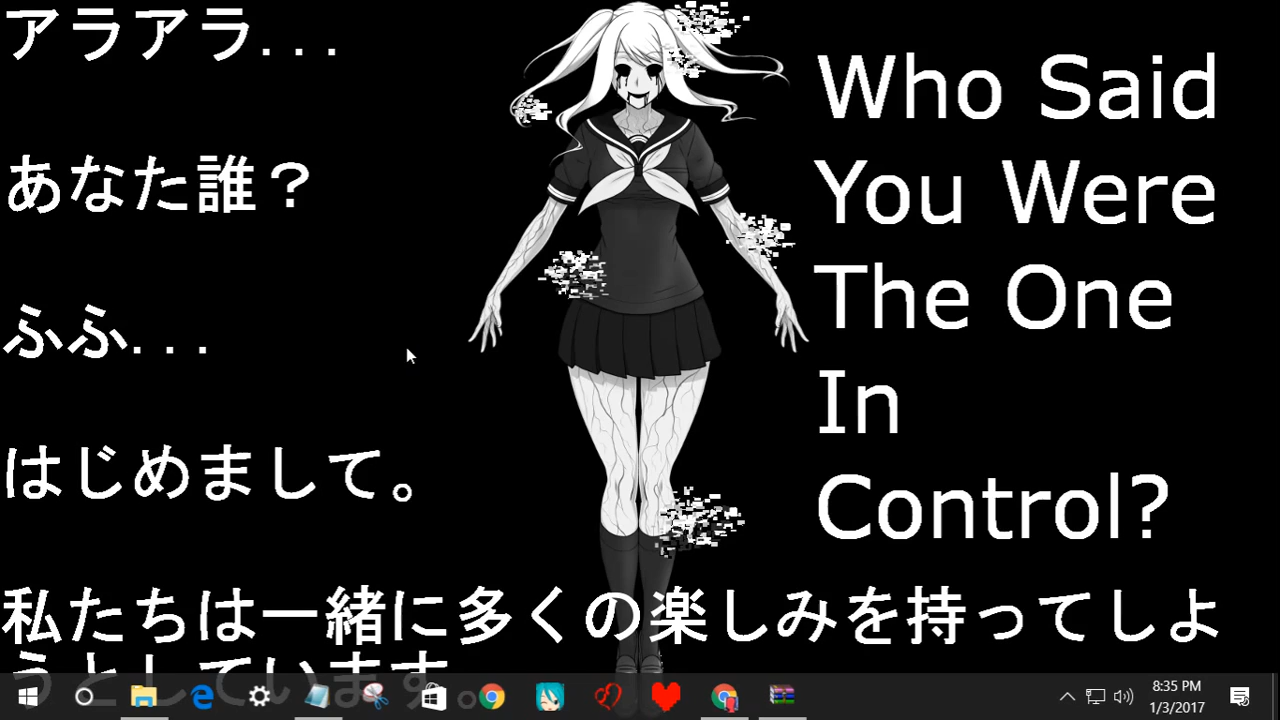 アラアラ...
あなた誰？
ふふ...
はじめまして。
私たちは一緒に多くの楽しみを持ってしよ
うとしています。
Who Said
You Were
The One
In
Control?
8:35 PM
1/3/2017